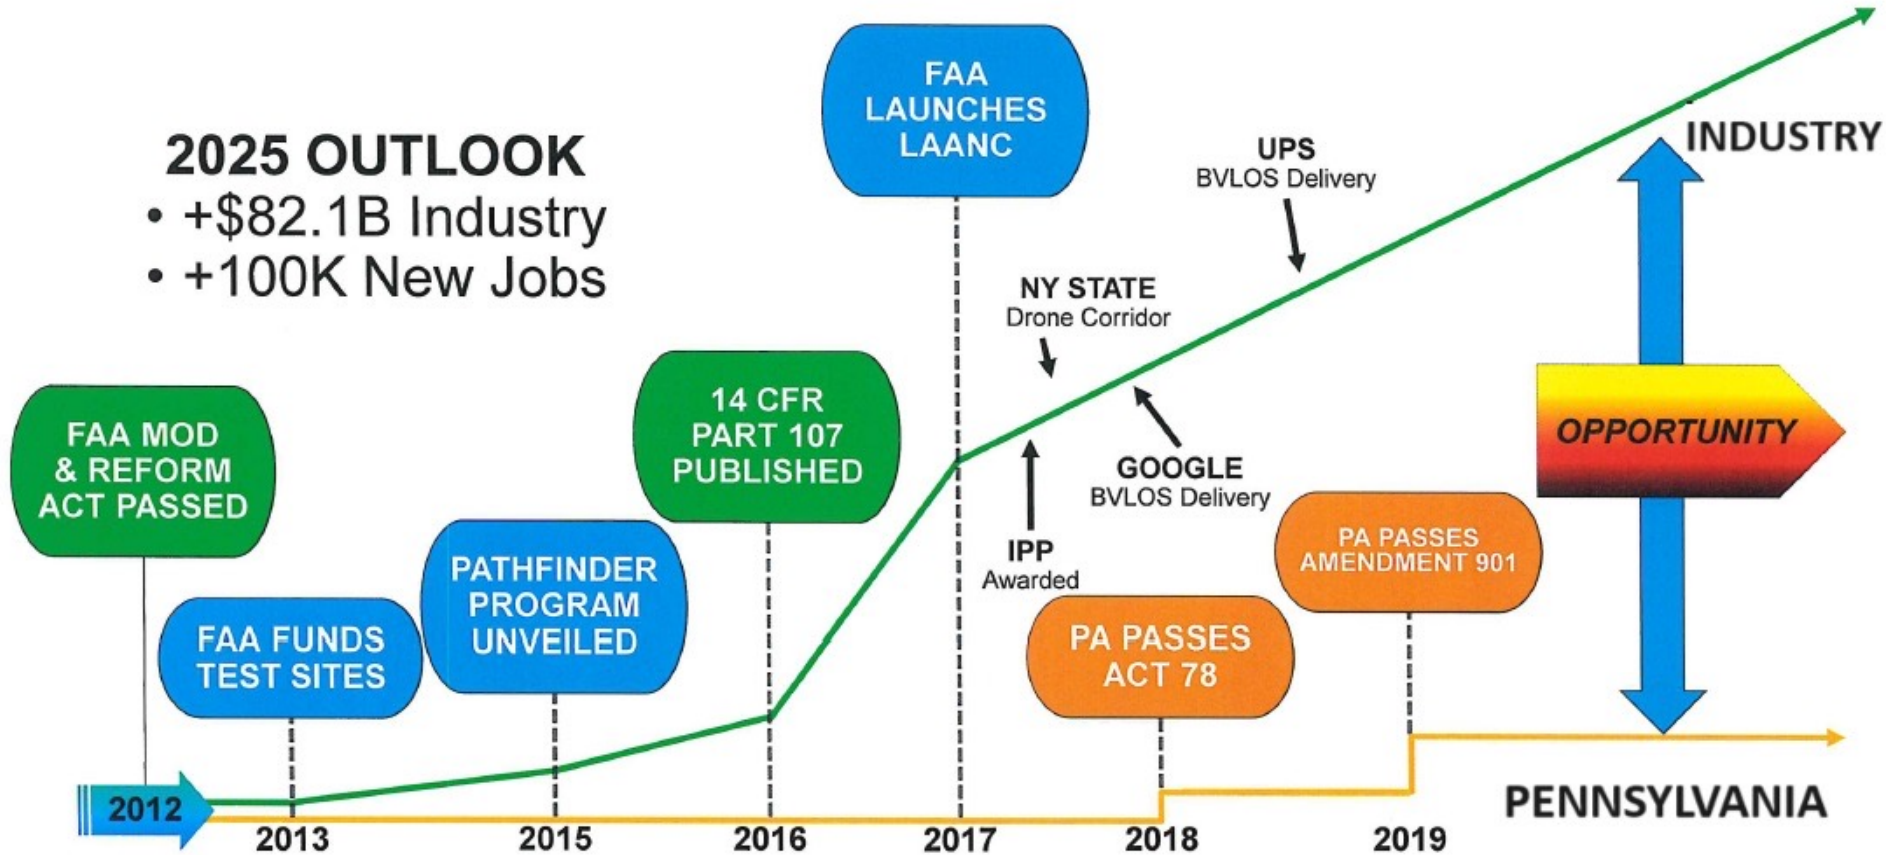 2025 OUTLOOK
• +$82.1B Industry
• +100K New Jobs
FAA MOD
& REFORM
ACT PASSED
FAA FUNDS
TEST SITES
PATHFINDER
PROGRAM
UNVEILED
14 CFR
PART 107
PUBLISHED
FAA
LAUNCHES
LAANC
NY STATE
Drone Corridor
UPS
BVLOS Delivery
IPP
Awarded
GOOGLE
BVLOS Delivery
PA PASSES
ACT 78
PA PASSES
AMENDMENT 901
INDUSTRY
OPPORTUNITY
PENNSYLVANIA
2012
2013
2015
2016
2017
2018
2019